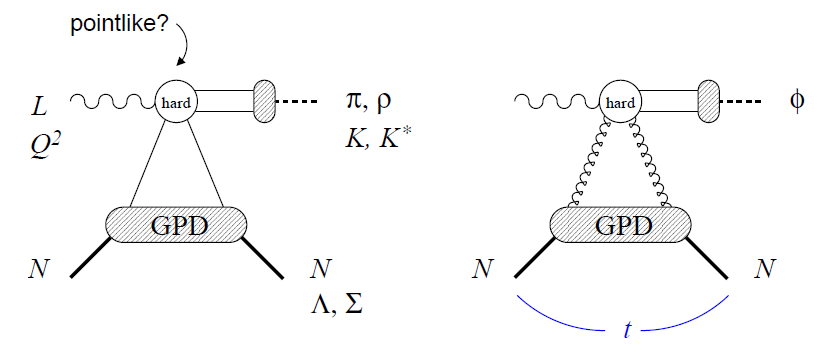 pointlike?
L
Q²
hard
π, ρ
K, K*
GPD
N
N
Λ, Σ
hard
ϕ
GPD
N
N
t